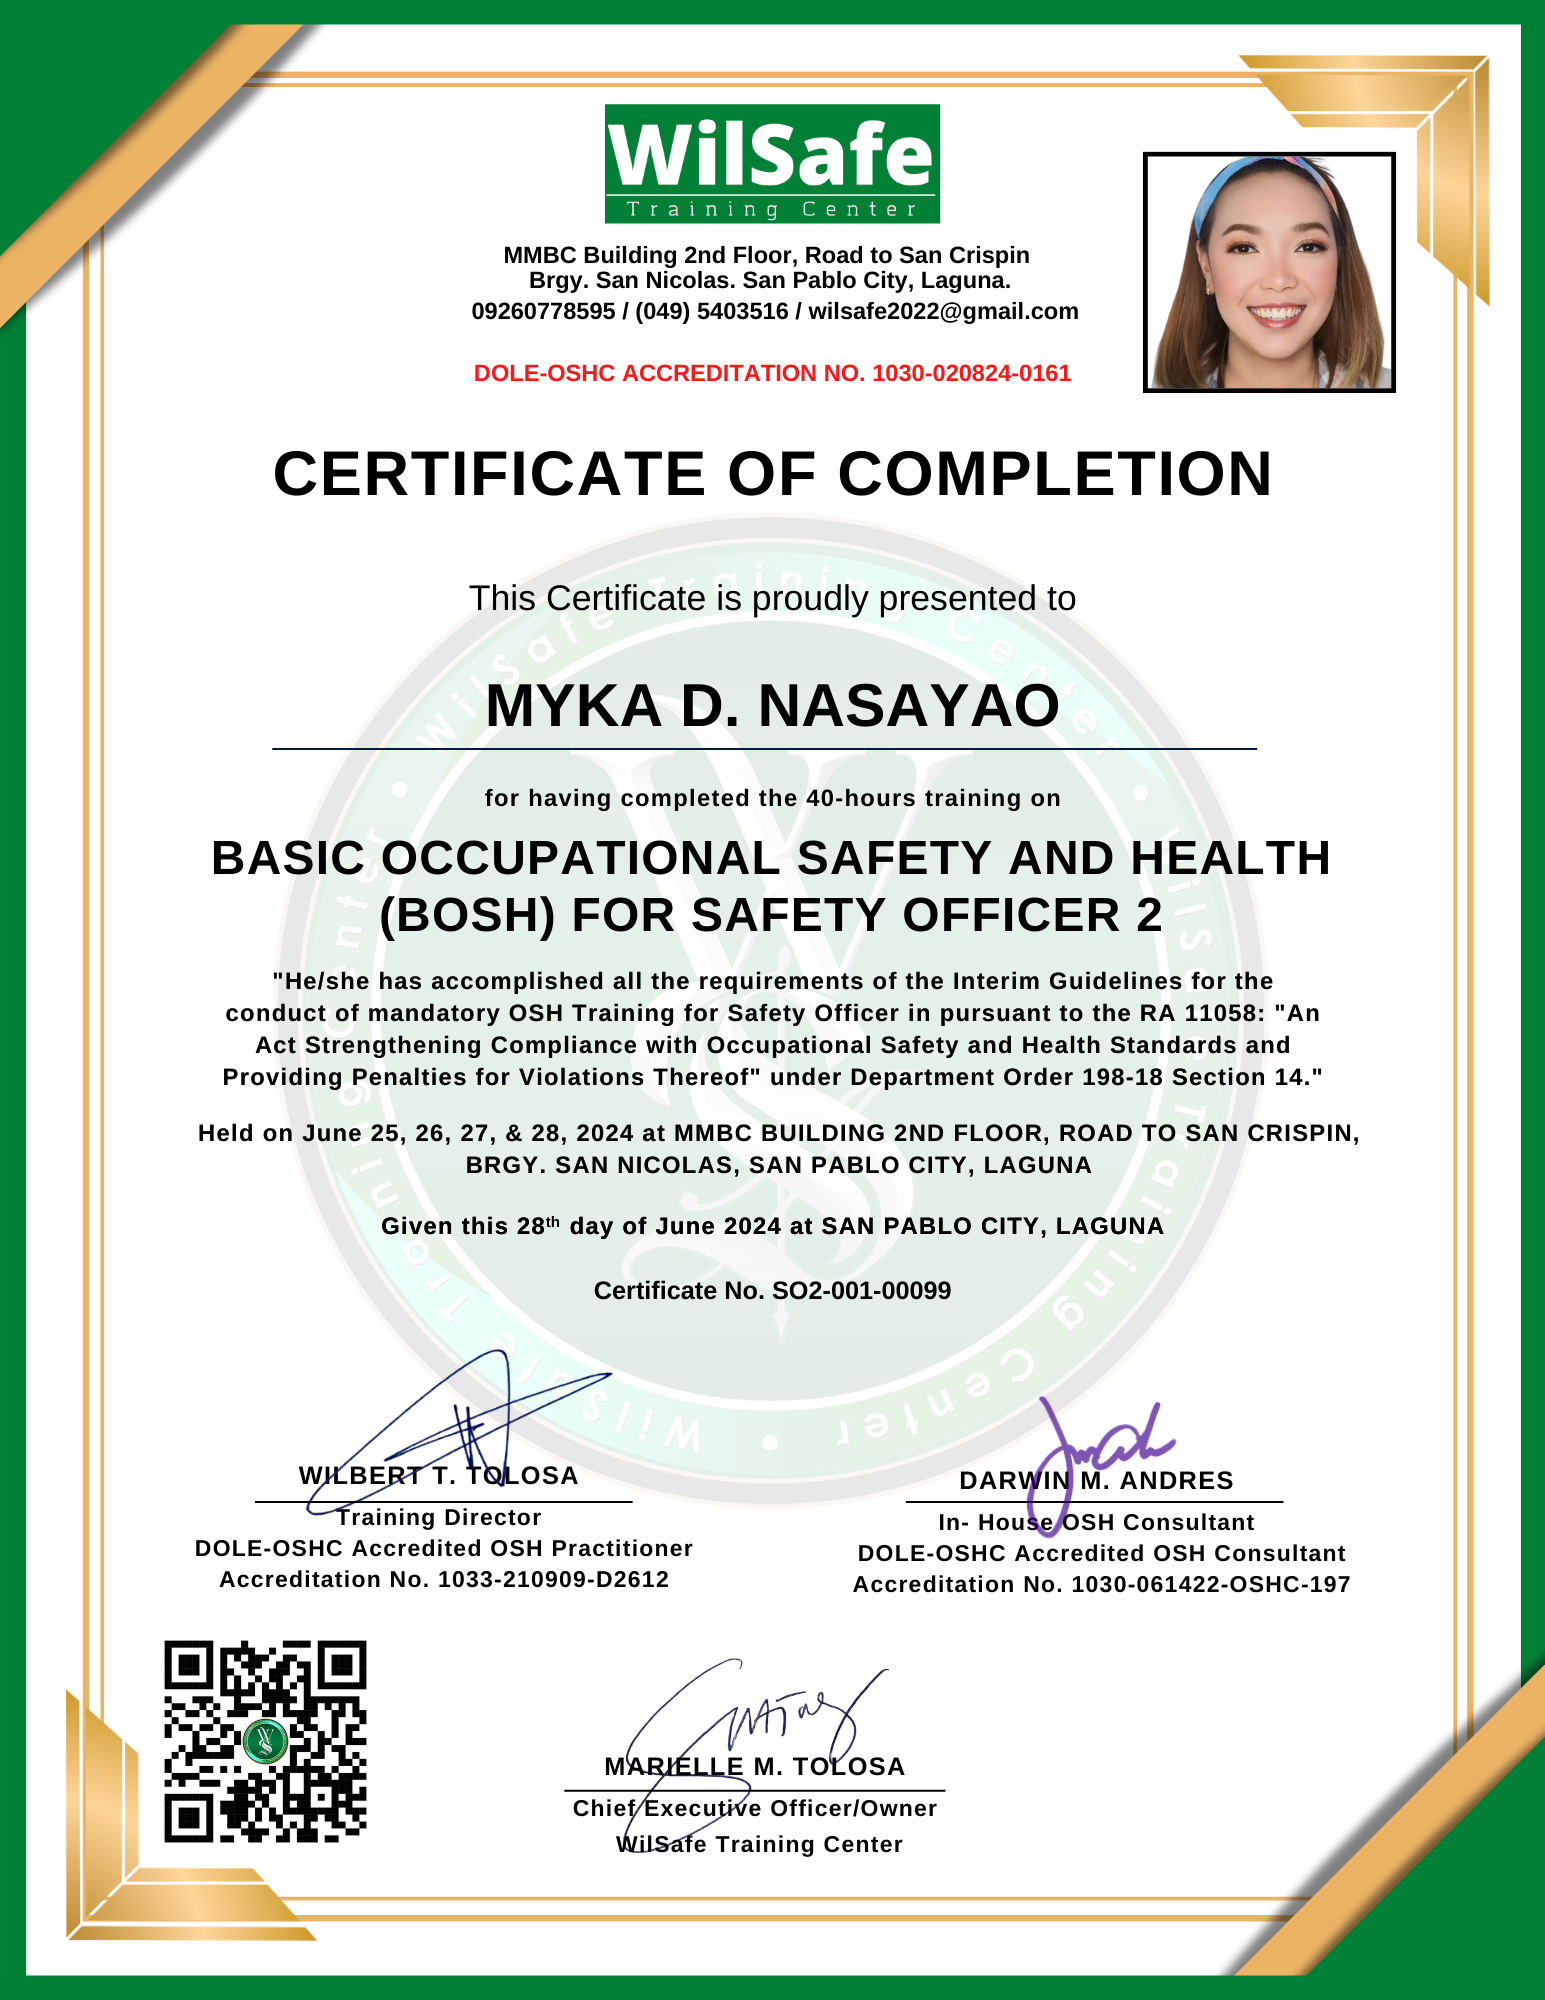 WilSafe
Training Center
MMBC Building 2nd Floor, Road to San Crispin
Brgy. San Nicolas. San Pablo City, Laguna.
09260778595 / (049) 5403516 / wilsafe2022@gmail.com
DOLE-OSHC ACCREDITATION NO. 1030-020824-0161
CERTIFICATE OF COMPLETION
This Certificate is proudly presented to
MYKA D. NASAYAO
for having completed the 40-hours training on
BASIC OCCUPATIONAL SAFETY AND HEALTH
(BOSH) FOR SAFETY OFFICER 2
"He/she has accomplished all the requirements of the Interim Guidelines for the
conduct of mandatory OSH Training for Safety Officer in pursuant to the RA 11058: "An
Act Strengthening Compliance with Occupational Safety and Health Standards and
Providing Penalties for Violations Thereof" under Department Order 198-18 Section 14."
Held on June 25, 26, 27, & 28, 2024 at MMBC BUILDING 2ND FLOOR, ROAD TO SAN CRISPIN,
BRGY. SAN NICOLAS, SAN PABLO CITY, LAGUNA
Given this 28th day of June 2024 at SAN PABLO CITY, LAGUNA
Certificate No. SO2-001-00099
WilSafe Training Center • WilSafe Training Center • WilSafe Training Center •
WILBERT T. TOLOSA
Training Director
DOLE-OSHC Accredited OSH Practitioner
Accreditation No. 1033-210909-D2612
DARWIN M. ANDRES
In- House OSH Consultant
DOLE-OSHC Accredited OSH Consultant
Accreditation No. 1030-061422-OSHC-197
MARIELLE M. TOLOSA
Chief Executive Officer/Owner
WilSafe Training Center